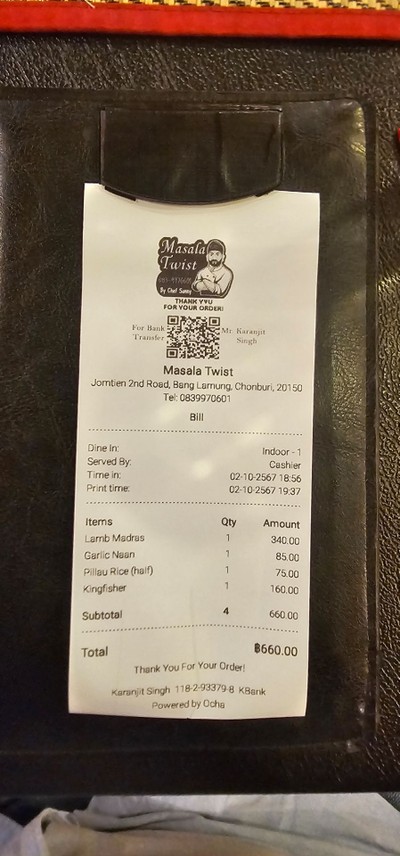 Masala
Twist
By Chef Sunny
THANK YYU
FOR YOUR ORDER!
For Bank Transfer
Mr. Karanjit Singh
Masala Twist
Jomtien 2nd Road, Bang Lamung, Chonburi, 20150
Tel: 0839970601
Bill
Dine In: Indoor - 1
Served By: Cashier
Time in: 02-10-2567 18:56
Print time: 02-10-2567 19:37
Items Qty Amount
Lamb Madras 1 340.00
Garlic Naan 1 85.00
Pillau Rice (half) 1 75.00
Kingfisher 1 160.00
Subtotal 4 660.00
Total ฿660.00
Thank You For Your Order!
Karanjit Singh 118-2-93379-8 KBank
Powered by Ocha